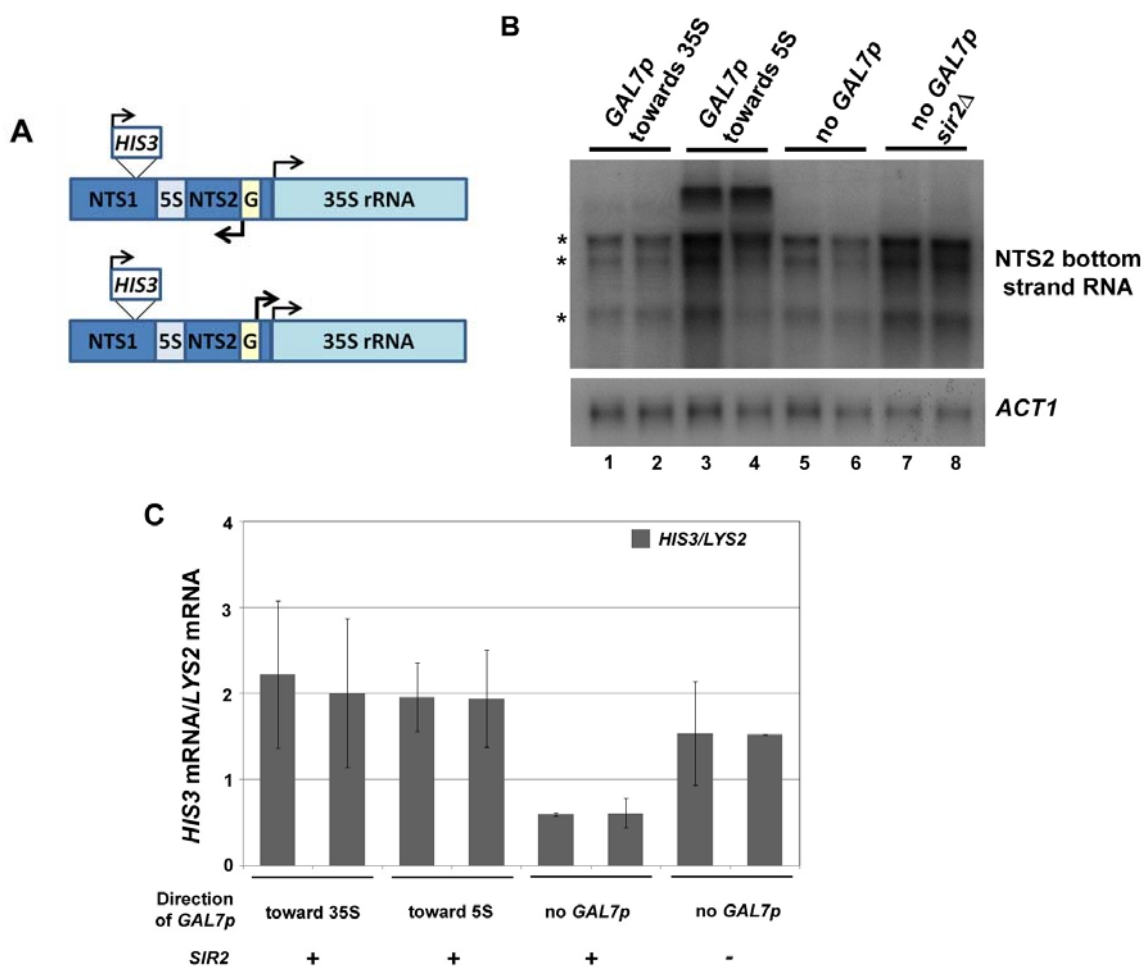 A
HIS3
NTS1 5S NTS2 G 35S rRNA
HIS3
NTS1 5S NTS2 G 35S rRNA
B
GAL7p towards 35S
GAL7p towards 5S
no GAL7p
no GAL7p sir2Δ
*
*
*
NTS2 bottom
strand RNA
ACT1
1 2 3 4 5 6 7 8
C
HIS3 mRNA/LYS2 mRNA
4
3
2
1
0
HIS3/LYS2
Direction
of GAL7p
toward 35S toward 5S no GAL7p no GAL7p
SIR2 + + + -